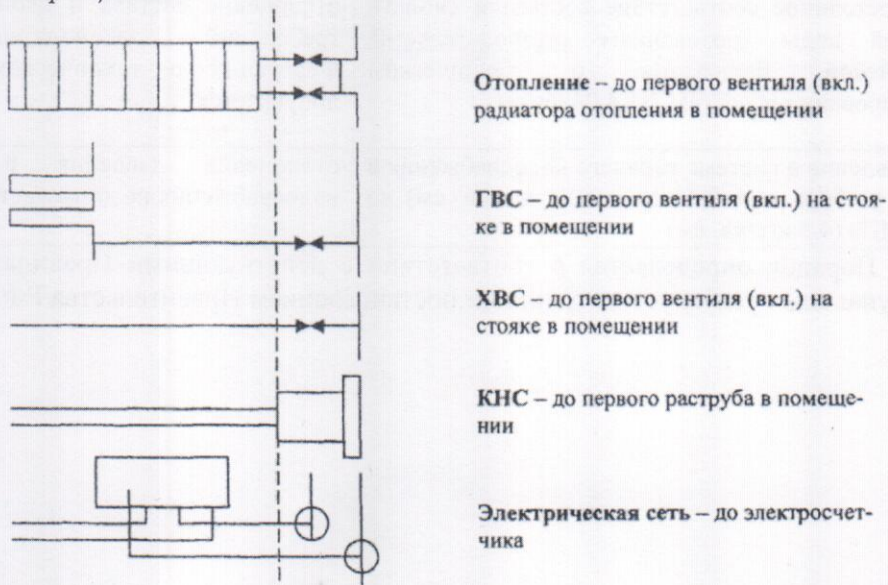 Отопление – до первого вентиля (вкл.)
радиатора отопления в помещении
ГВС – до первого вентиля (вкл.) на стоя-
ке в помещении
ХВС – до первого вентиля (вкл.) на
стояке в помещении
КНС – до первого раструба в помеще-
нии
Электрическая сеть – до электросчет-
чика